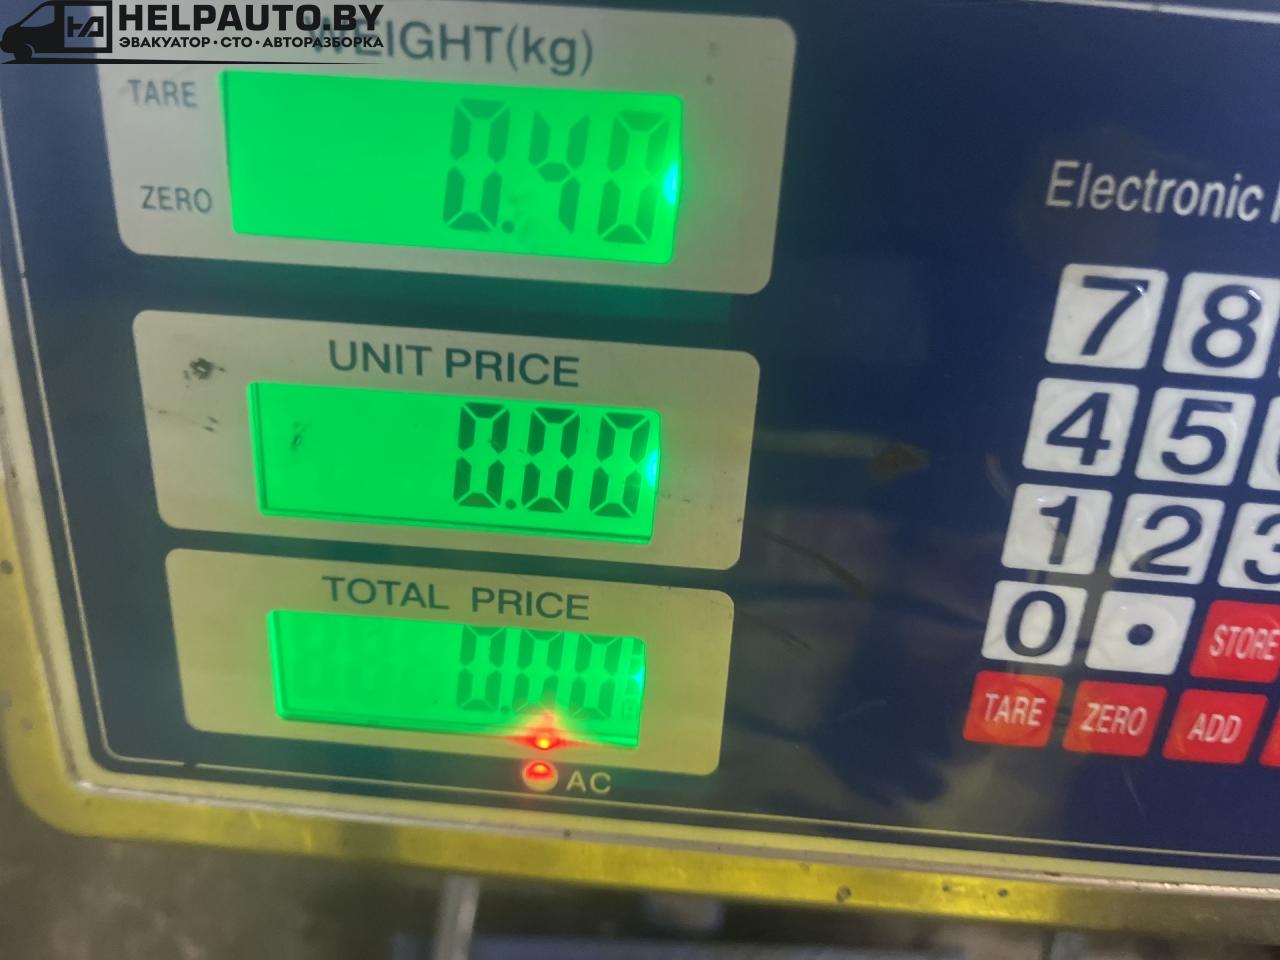 HELPAUTO.BY
ЭВАКУАТОР · СТО · АВТОРАЗБОРКА
WEIGHT(kg)
TARE
0.40
ZERO
UNIT PRICE
0.00
TOTAL PRICE
0.00
AC
Electronic
7 8
4 5
1 2 3
0 • STORE
TARE ZERO ADD